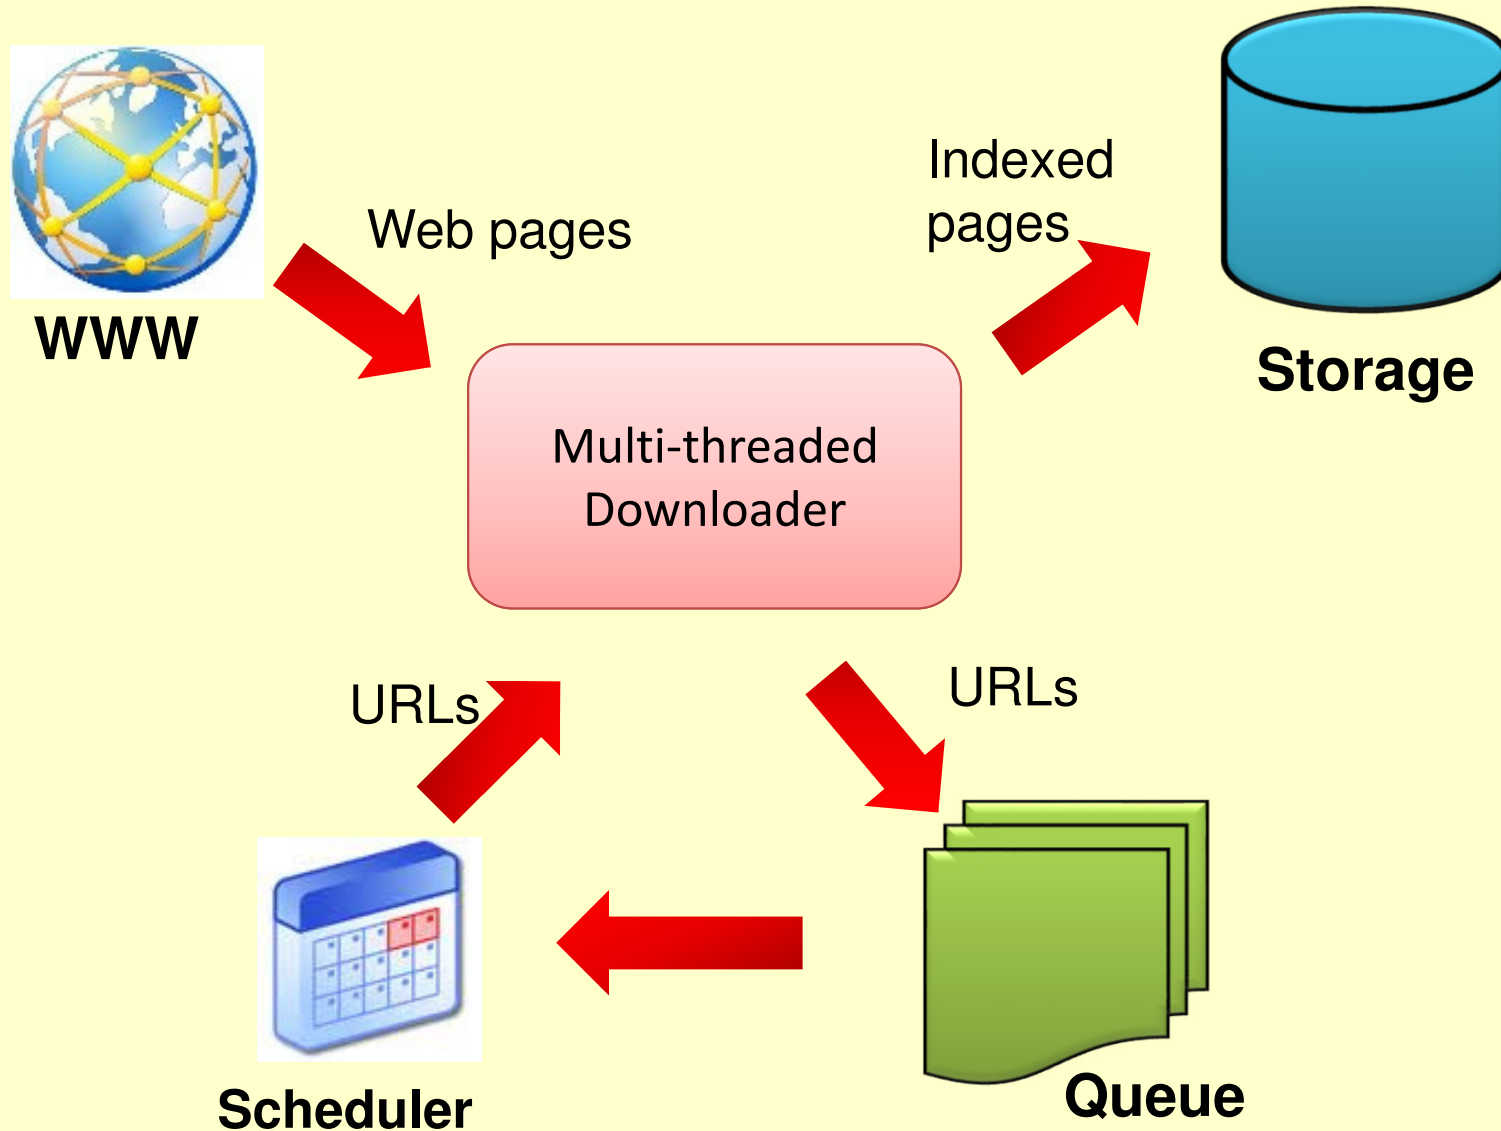 Web pages
WWW
Indexed
pages
Storage
Multi-threaded
Downloader
URLs
URLs
Scheduler
Queue